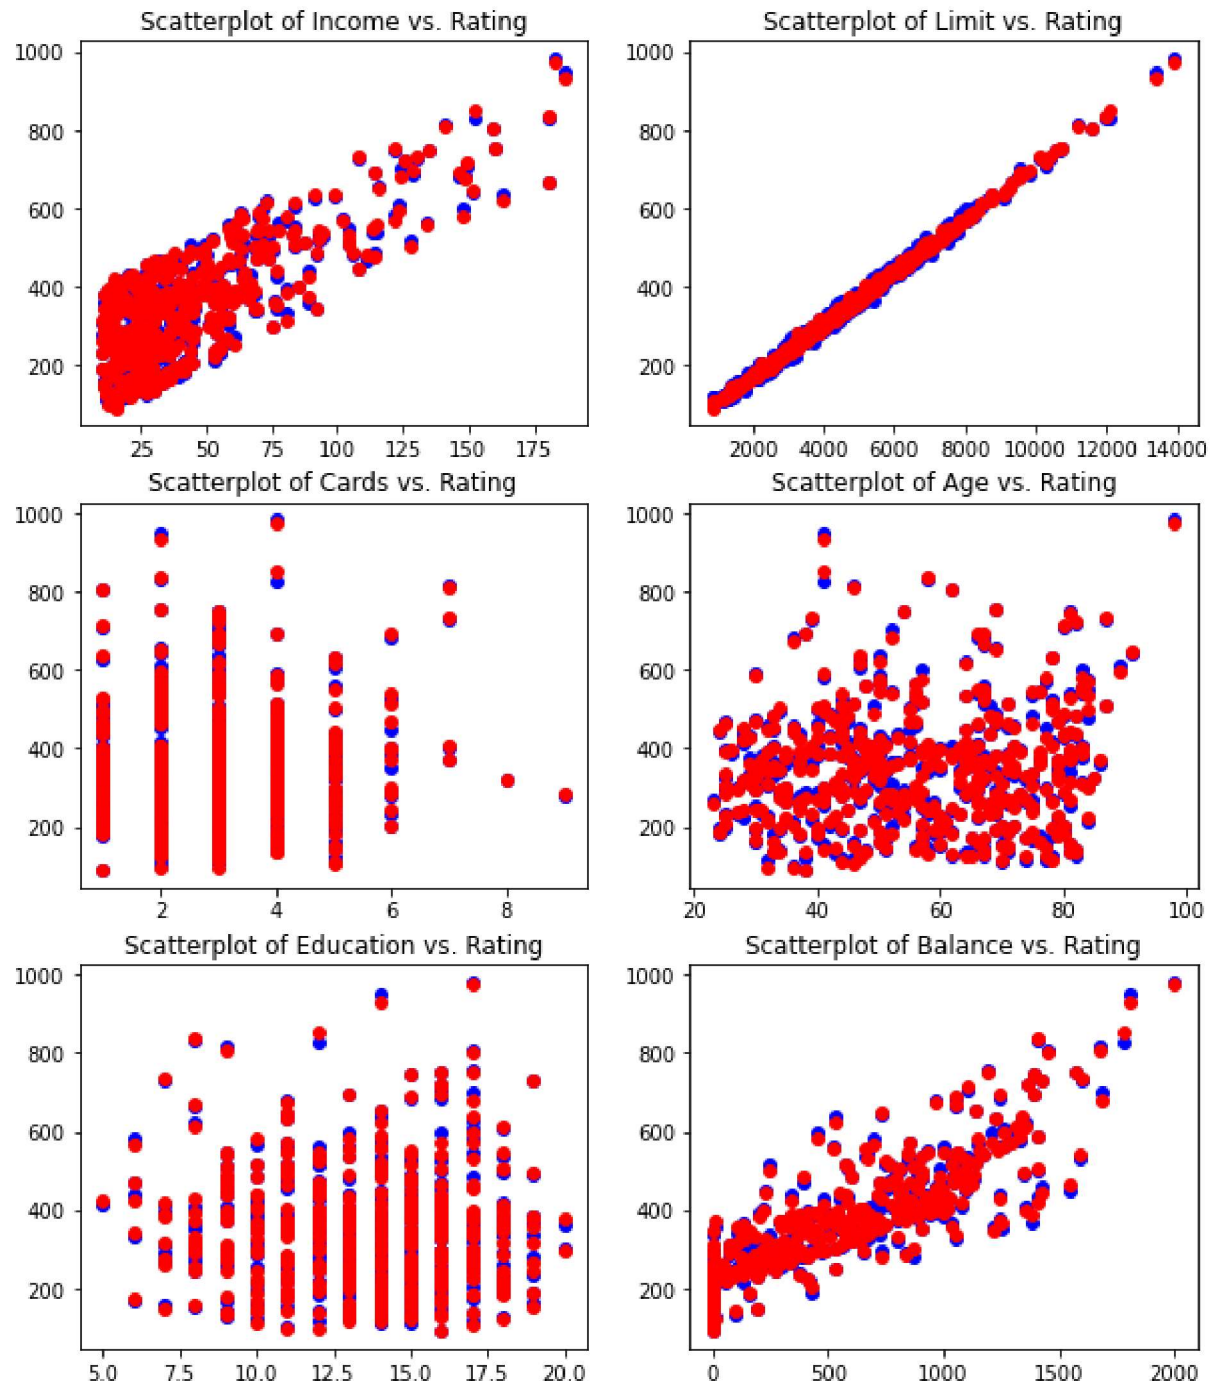 Scatterplot of Income vs. Rating
1000
800
600
400
200
25 50 75 100 125 150 175
Scatterplot of Limit vs. Rating
1000
800
600
400
200
2000 4000 6000 8000 10000 12000 14000
Scatterplot of Cards vs. Rating
1000
800
600
400
200
2 4 6 8
Scatterplot of Age vs. Rating
1000
800
600
400
200
20 40 60 80 100
Scatterplot of Education vs. Rating
1000
800
600
400
200
5.0 7.5 10.0 12.5 15.0 17.5 20.0
Scatterplot of Balance vs. Rating
1000
800
600
400
200
0 500 1000 1500 2000